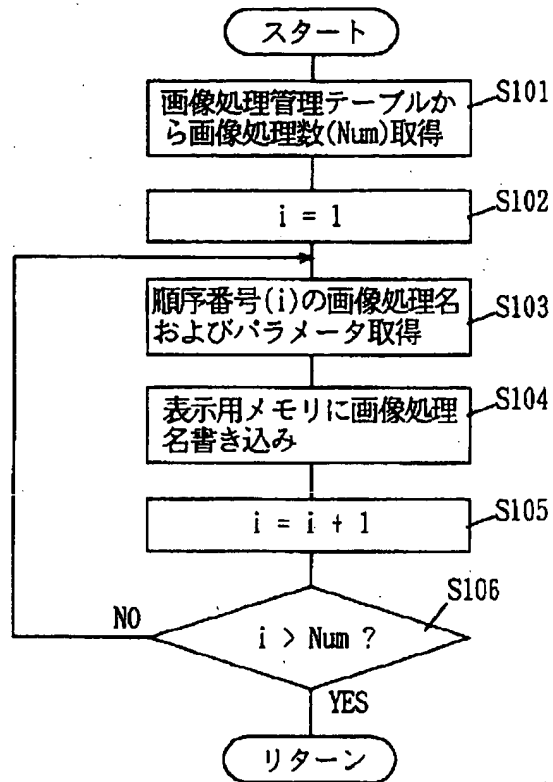 スタート
画像処理管理テーブルか
ら画像処理数(Num)取得
S101
i = 1
S102
順序番号(i)の画像処理名
およびパラメータ取得
S103
表示用メモリに画像処理
名書き込み
S104
i = i + 1
S105
i > Num ?
S106
NO
YES
リターン